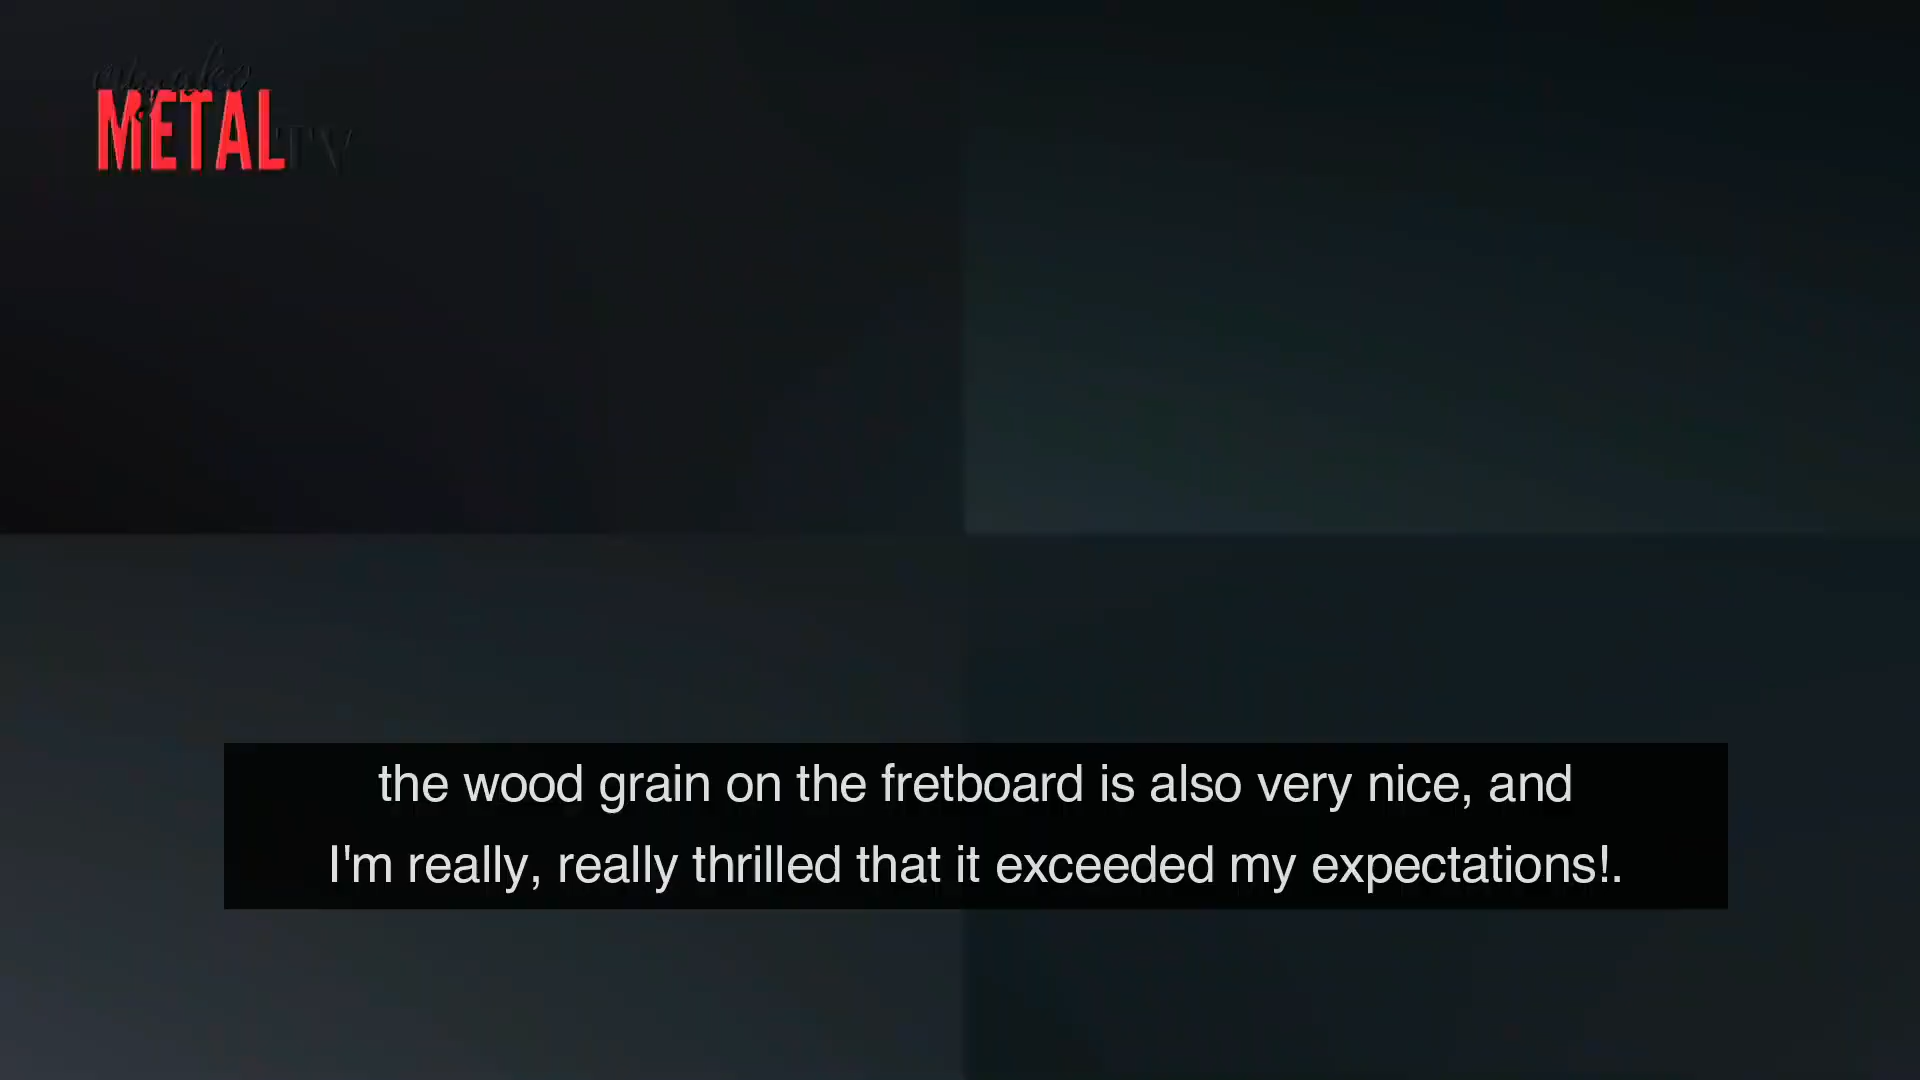 METAL TV
the wood grain on the fretboard is also very nice, and
I'm really, really thrilled that it exceeded my expectations!.